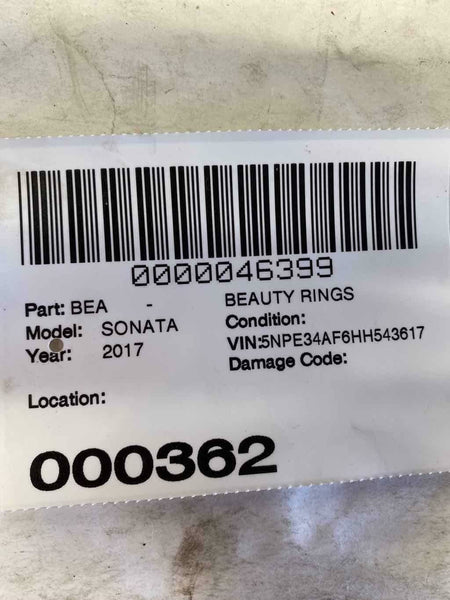 0000046399
Part: BEA - BEAUTY RINGS
Model: SONATA Condition:
Year: 2017 VIN:5NPE34AF6HH543617
Damage Code:
Location:
000362